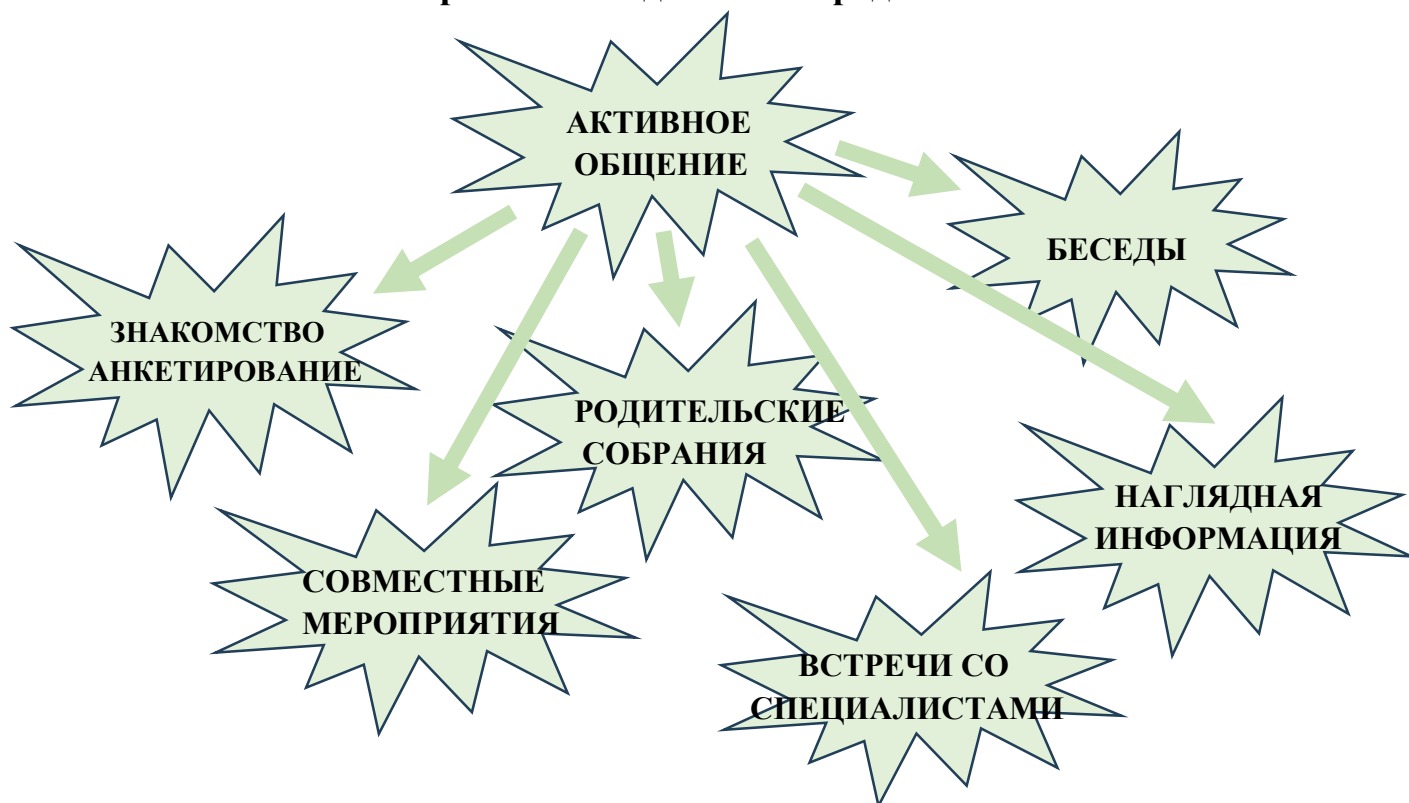 АКТИВНОЕ
ОБЩЕНИЕ
БЕСЕДЫ
ЗНАКОМСТВО
АНКЕТИРОВАНИЕ
РОДИТЕЛЬСКИЕ
СОБРАНИЯ
НАГЛЯДНАЯ
ИНФОРМАЦИЯ
СОВМЕСТНЫЕ
МЕРОПРИЯТИЯ
ВСТРЕЧИ СО
СПЕЦИАЛИСТАМИ